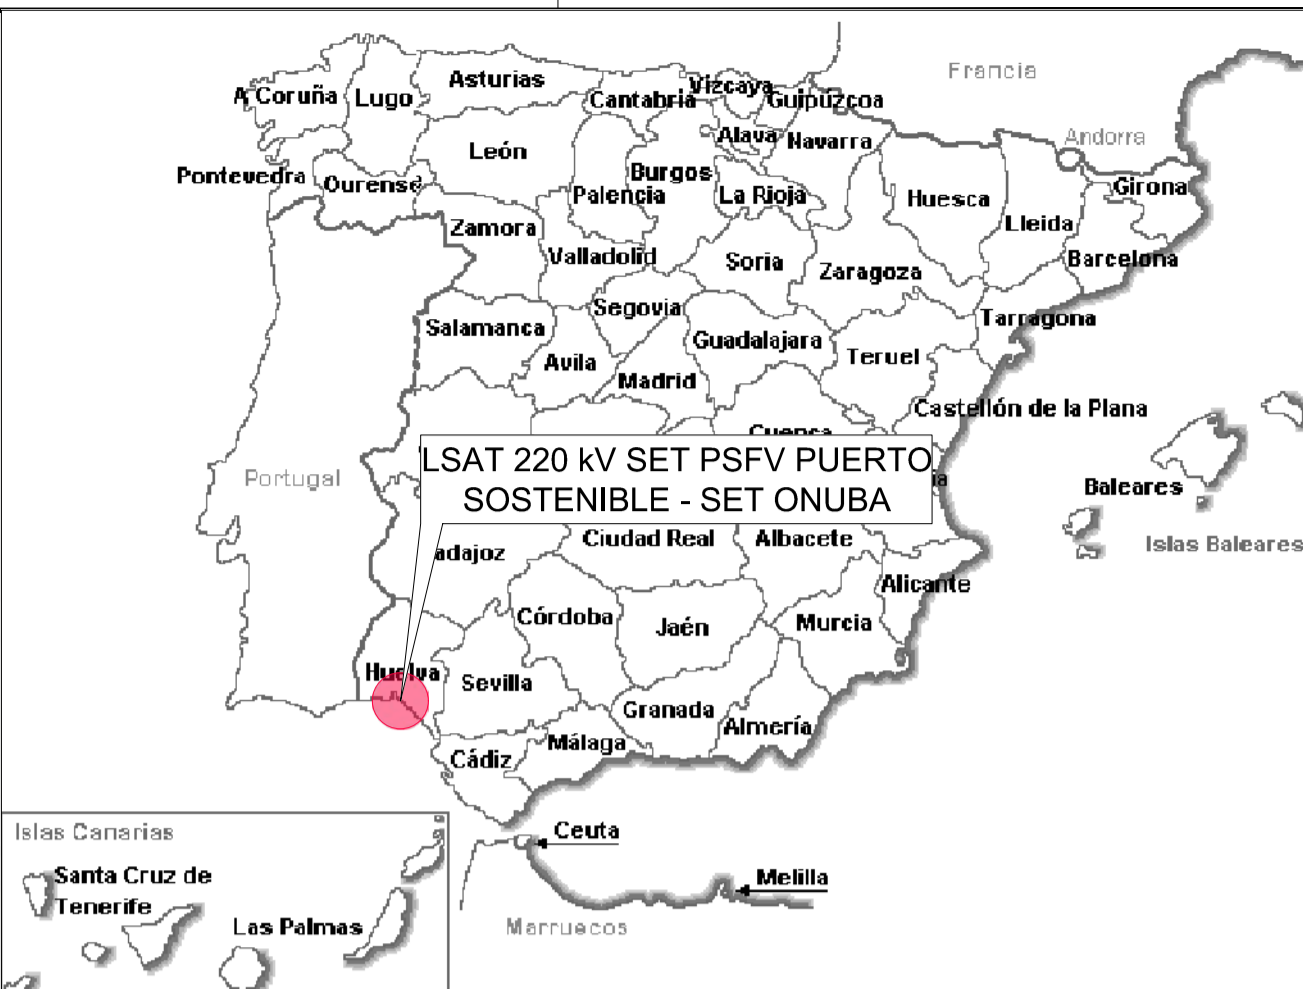 Francia
Asturias
Vizcaya
A Coruña
Lugo
Cantabria
Guipúzcoa
Alava
Navarra
Andorra
León
Pontevedra
Ourense
Burgos
Palencia
La Rioja
Huesca
Girona
Zamora
Lleida
Valladolid
Soria
Zaragoza
Barcelona
Segovia
Salamanca
Guadalajara
Tarragona
Avila
Teruel
Madrid
Castellón de la Plana
Cuenca
LSAT 220 kV SET PSFV PUERTO
SOSTENIBLE - SET ONUBA
Portugal
Baleares
Islas Baleares
adajoz
Ciudad Real
Albacete
Alicante
Córdoba
Jaén
Murcia
Huelva
Sevilla
Granada
Almería
Málaga
Cádiz
Islas Canarias
Ceuta
Santa Cruz de
Tenerife
Melilla
Las Palmas
Marruecos